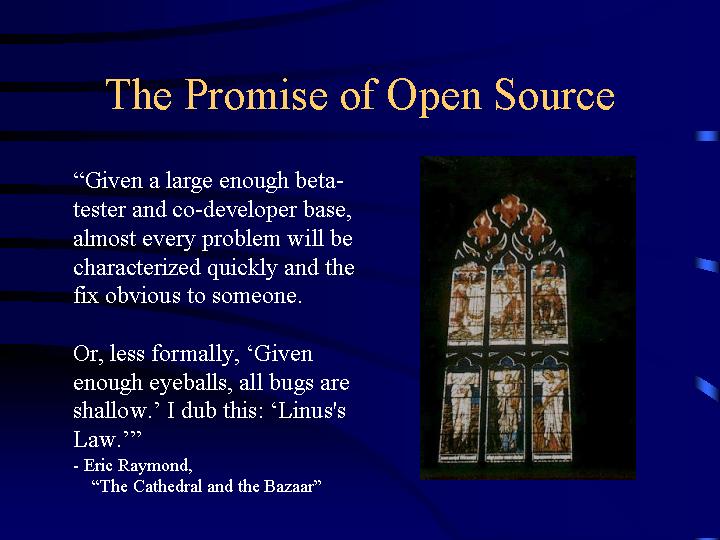 The Promise of Open Source
“Given a large enough beta-
tester and co-developer base,
almost every problem will be
characterized quickly and the
fix obvious to someone.
Or, less formally, ‘Given
enough eyeballs, all bugs are
shallow.’ I dub this: ‘Linus's
Law.’”
- Eric Raymond,
“The Cathedral and the Bazaar”